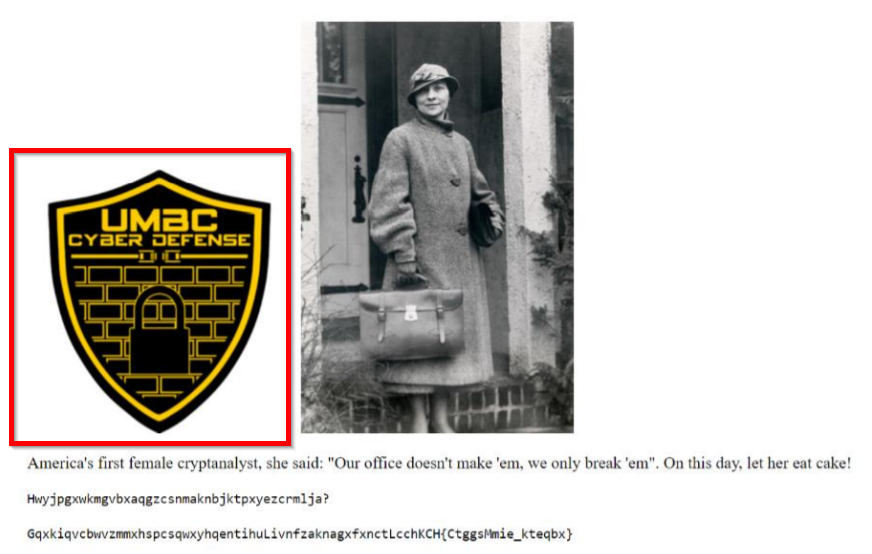 UMBC
CYBER DEFENSE
America's first female cryptanalyst, she said: "Our office doesn't make 'em, we only break 'em". On this day, let her eat cake!
Hwyjpgxwkmgvbxaqgzcsnmaknbjktpxyezcrmlja?
GqxkiqvcbwvzmmxhspcsqwxyhqentihuLivnfzaknagxfxnctLcchKCH{CtggsMmie_kteqbx}